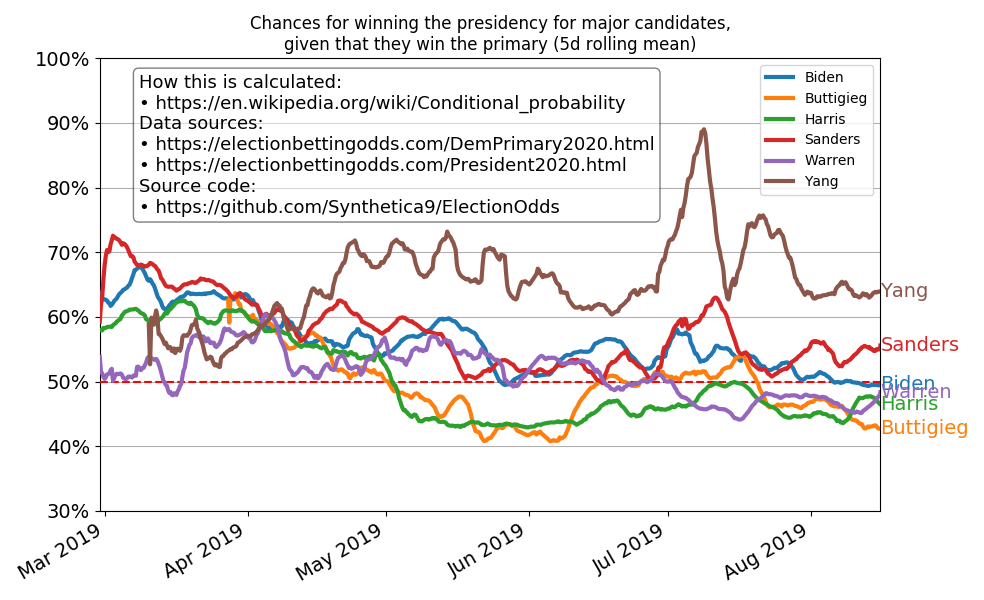 Chances for winning the presidency for major candidates,
given that they win the primary (5d rolling mean)
100%
90%
80%
70%
60%
50%
40%
30%
How this is calculated:
• https://en.wikipedia.org/wiki/Conditional_probability
Data sources:
• https://electionbettingodds.com/DemPrimary2020.html
• https://electionbettingodds.com/President2020.html
Source code:
• https://github.com/Synthetica9/ElectionOdds
Biden
Buttigieg
Harris
Sanders
Warren
Yang
Yang
Sanders
Biden
Warren
Harris
Buttigieg
Mar 2019
Apr 2019
May 2019
Jun 2019
Jul 2019
Aug 2019